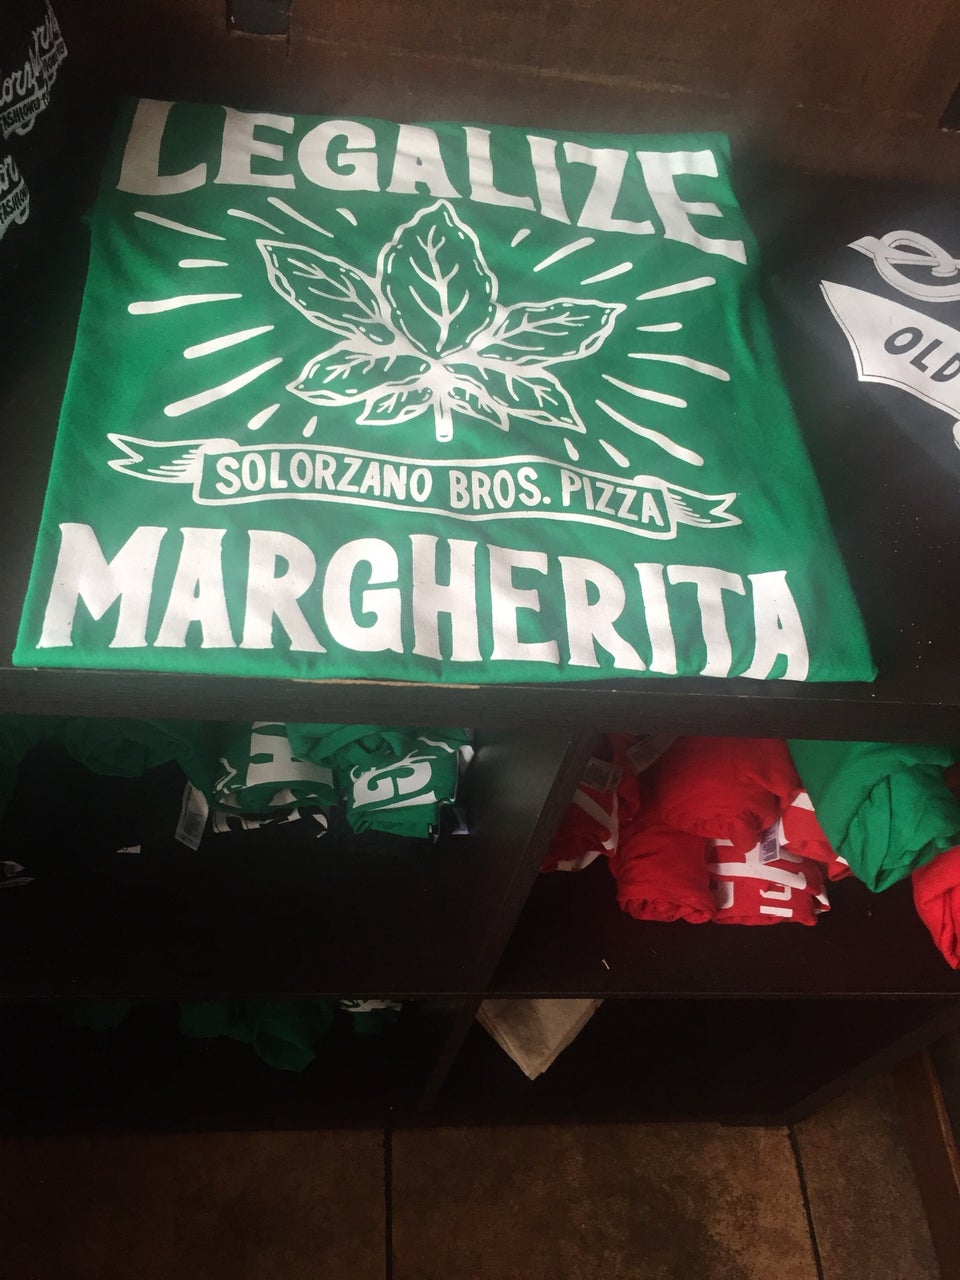 LEGALIZE
SOLORZANO BROS. PIZZA
MARGHERITA
OLD